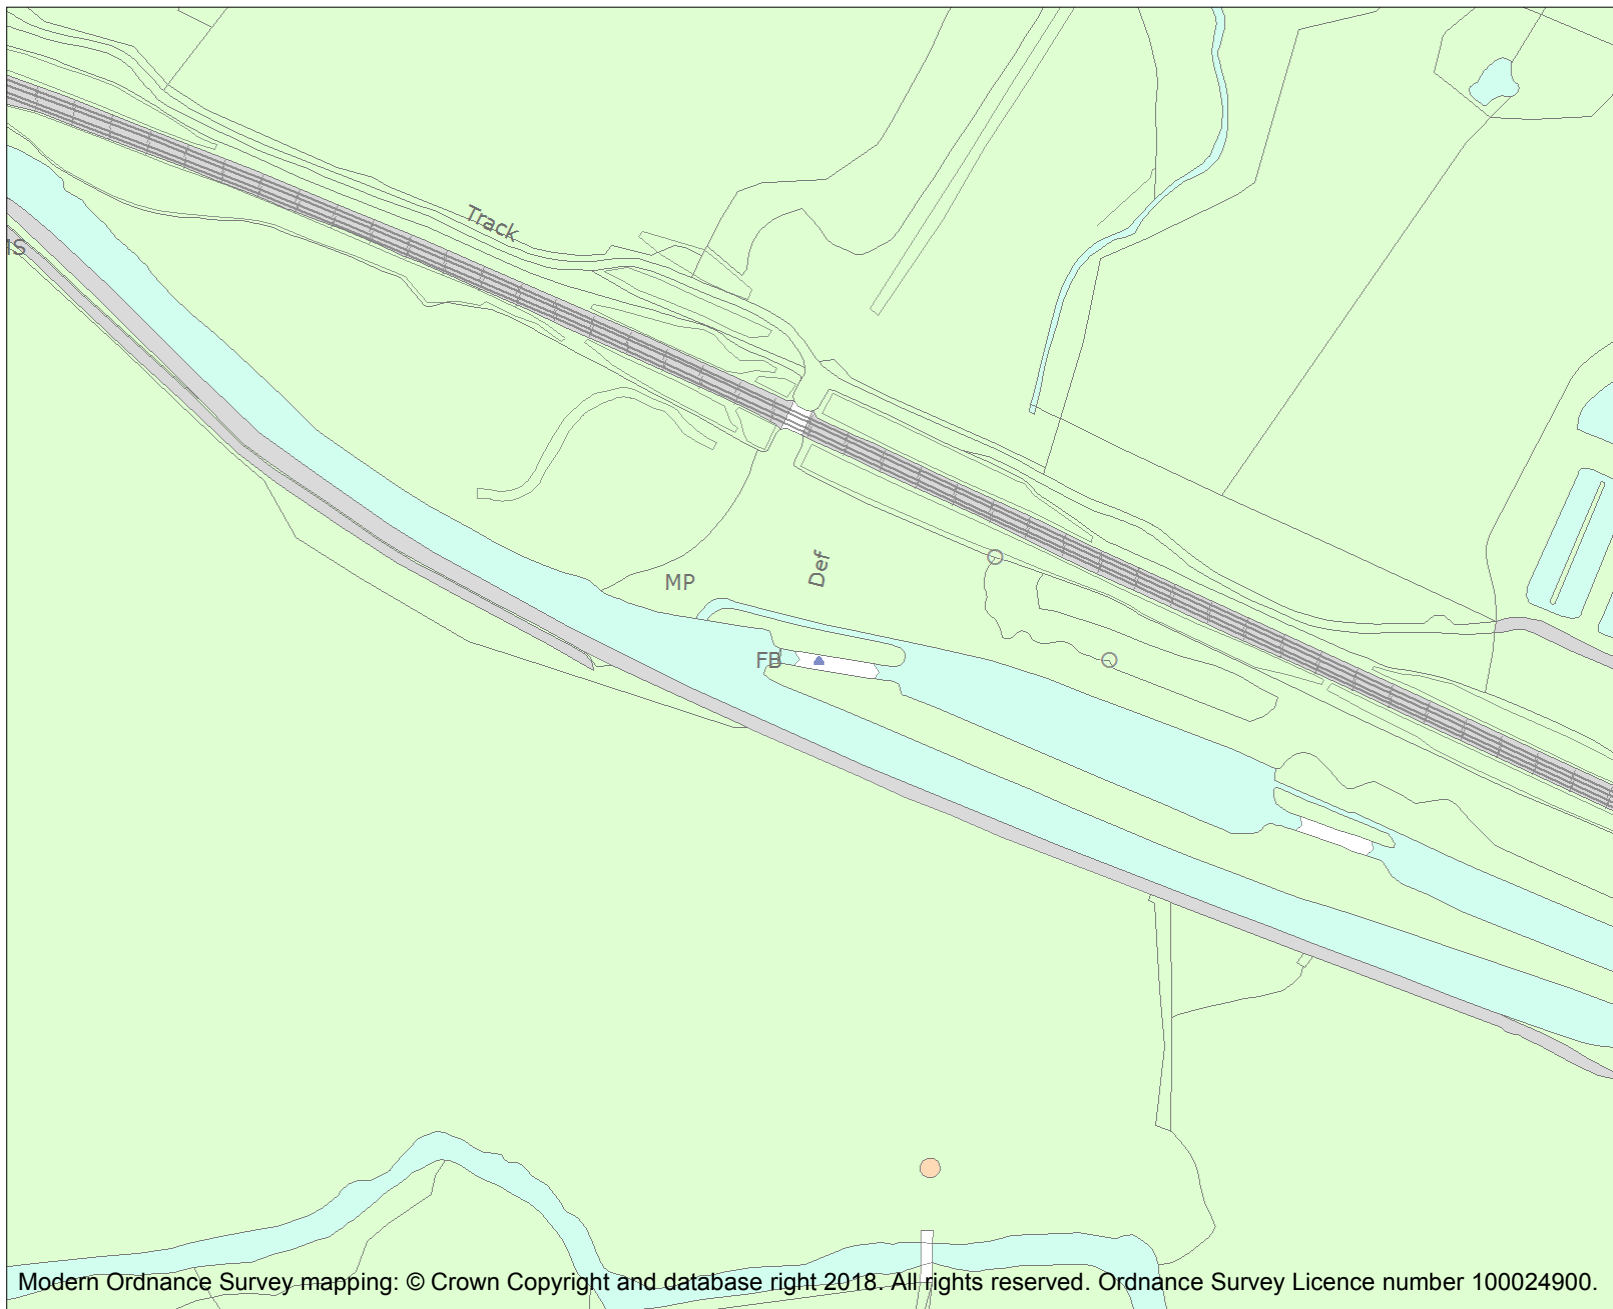 Track
MP
Def
FB
Modern Ordnance Survey mapping: © Crown Copyright and database right 2018. All rights reserved. Ordnance Survey Licence number 100024900.